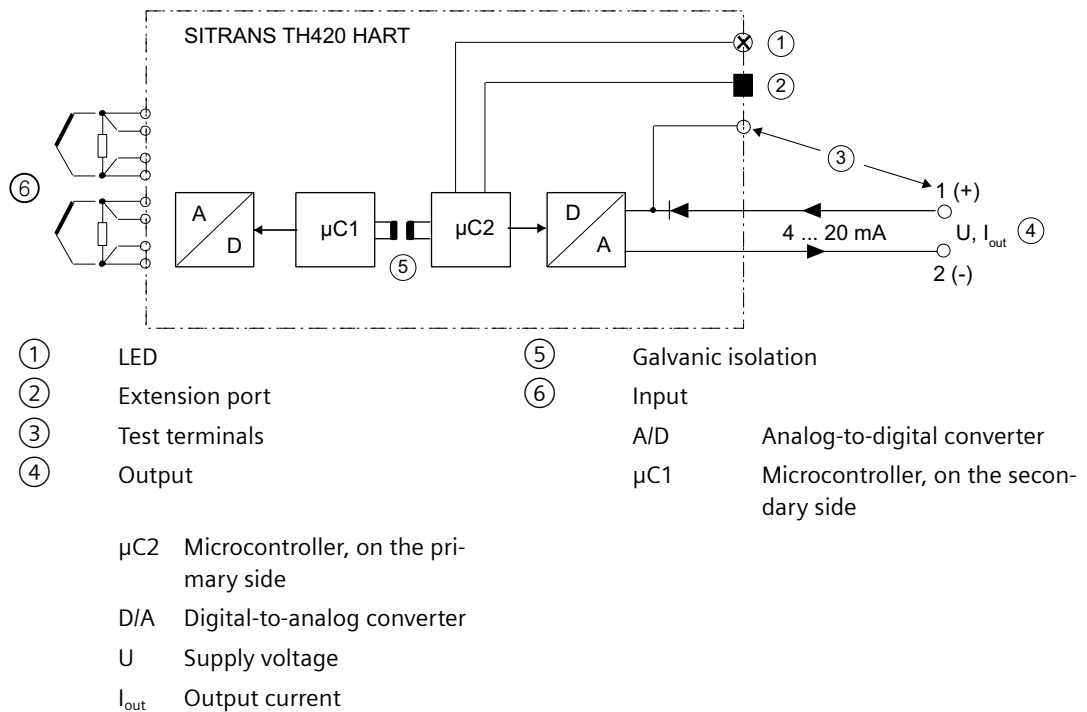 SITRANS TH420 HART
①
②
③
⑥
1 (+)
A
D
µC1
µC2
D
A
4 ... 20 mA
U, Iout
④
⑤
2 (-)
① LED
② Extension port
③ Test terminals
④ Output
µC2 Microcontroller, on the pri-
mary side
D/A Digital-to-analog converter
U Supply voltage
Iout Output current
⑤ Galvanic isolation
⑥ Input
A/D Analog-to-digital converter
µC1 Microcontroller, on the secon-
dary side